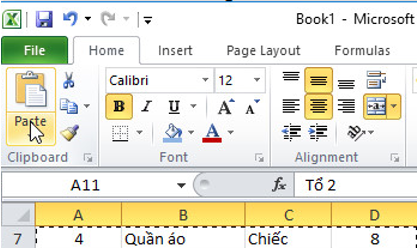 Book1 - Microsoft
File Home Insert Page Layout Formulas
Calibri 12
Paste B I U A A
A
Clipboard Font Alignment
A11 fx Tổ 2
A B C D
7 4 Quần áo Chiếc 8